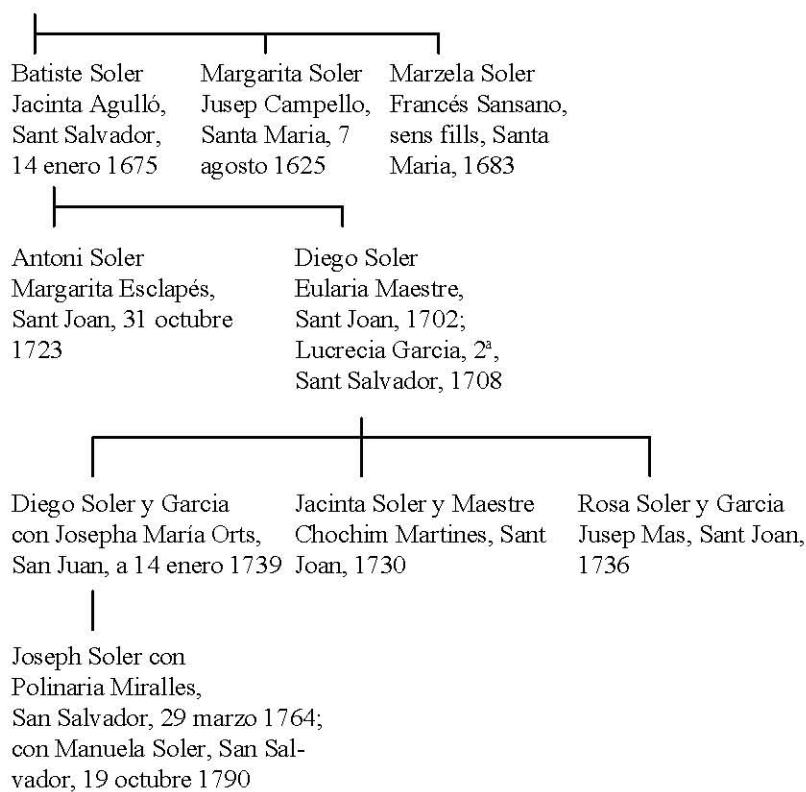 Batiste Soler
Jacinta Agulló,
Sant Salvador,
14 enero 1675
Margarita Soler
Jusep Campello,
Santa Maria, 7
agosto 1625
Marzela Soler
Francés Sansano,
sens fills, Santa
Maria, 1683
Antoni Soler
Margarita Esclapés,
Sant Joan, 31 octubre
1723
Diego Soler
Eularia Maestre,
Sant Joan, 1702;
Lucrecia Garcia, 2ª,
Sant Salvador, 1708
Diego Soler y Garcia
con Josepha María Orts,
San Juan, a 14 enero 1739
Jacinta Soler y Maestre
Chochim Martines, Sant
Joan, 1730
Rosa Soler y Garcia
Jusep Mas, Sant Joan,
1736
Joseph Soler con
Polinaria Miralles,
San Salvador, 29 marzo 1764;
con Manuela Soler, San Sal-
vador, 19 octubre 1790